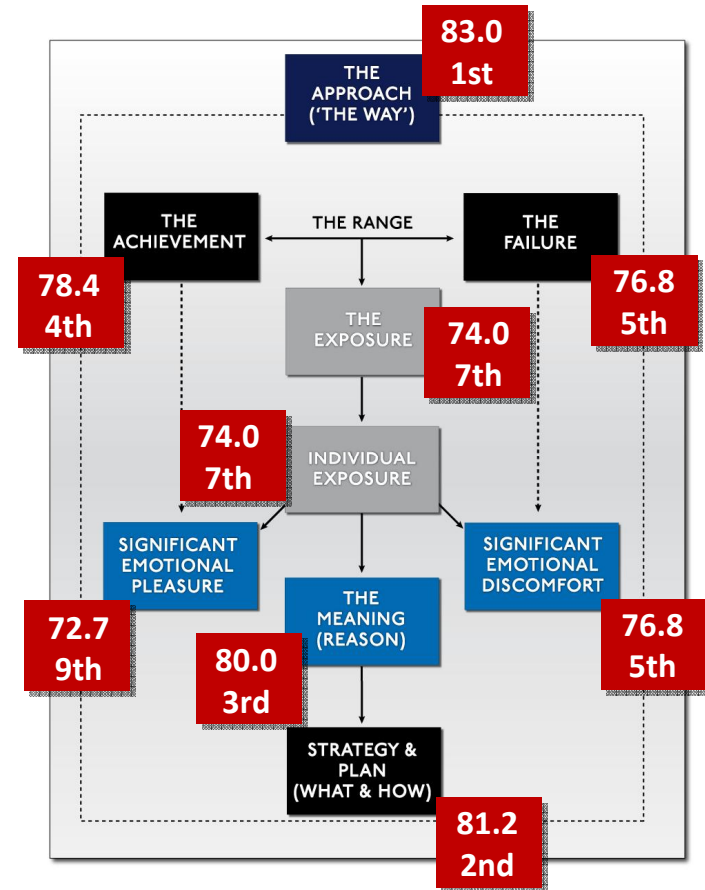 83.0
1st
THE
APPROACH
('THE WAY')
THE
ACHIEVEMENT
THE RANGE
THE
FAILURE
78.4
4th
76.8
5th
THE
EXPOSURE
74.0
7th
74.0
7th
INDIVIDUAL
EXPOSURE
SIGNIFICANT
EMOTIONAL
PLEASURE
SIGNIFICANT
EMOTIONAL
DISCOMFORT
THE
MEANING
(REASON)
72.7
9th
80.0
3rd
76.8
5th
STRATEGY &
PLAN
(WHAT & HOW)
81.2
2nd